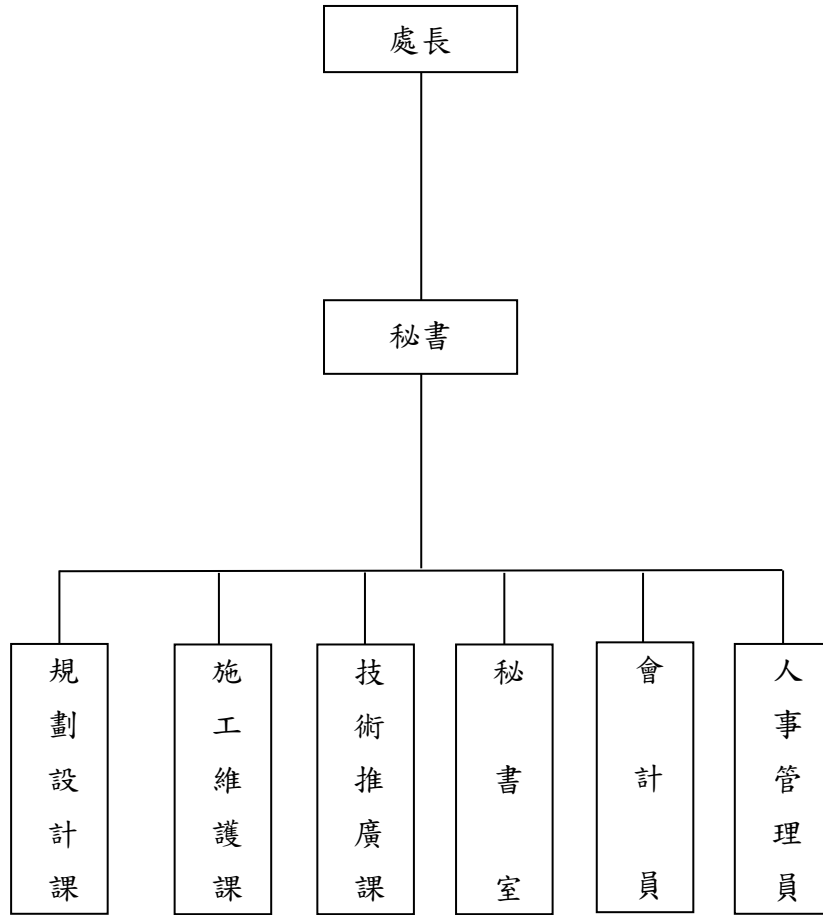 處長
秘書
規劃設計課
施工維護課
技術推廣課
秘書室
會計員
人事管理員